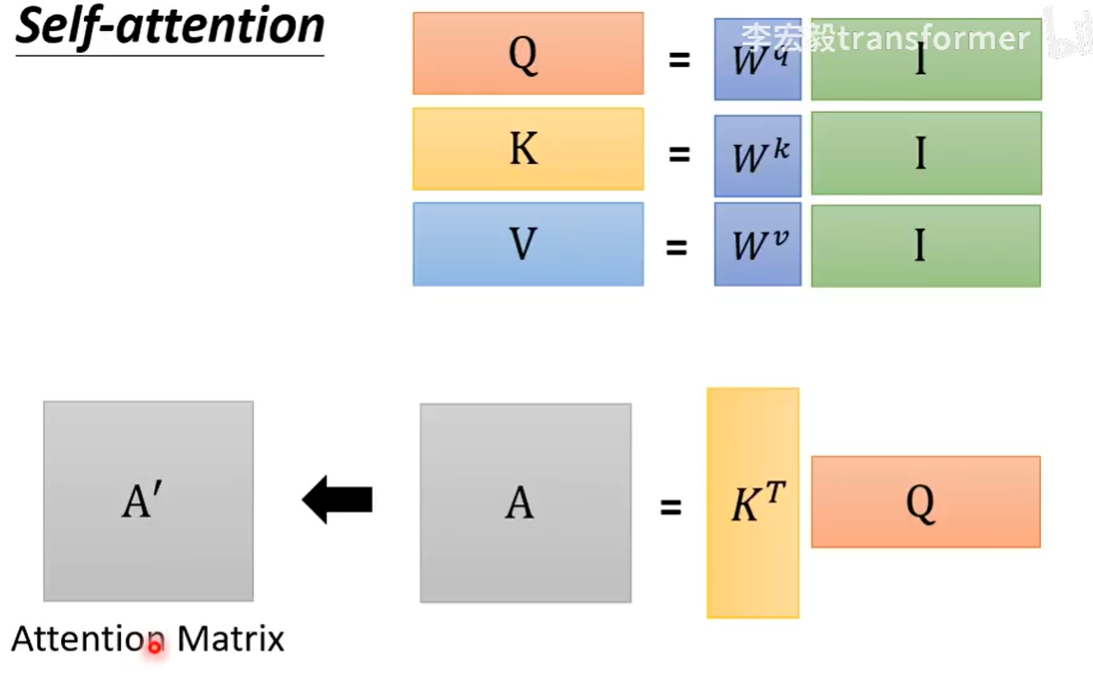 Self-attention
李宏毅transformer
Q = W^q I
K = W^k I
V = W^v I
A′ A = K^T Q
Attention Matrix